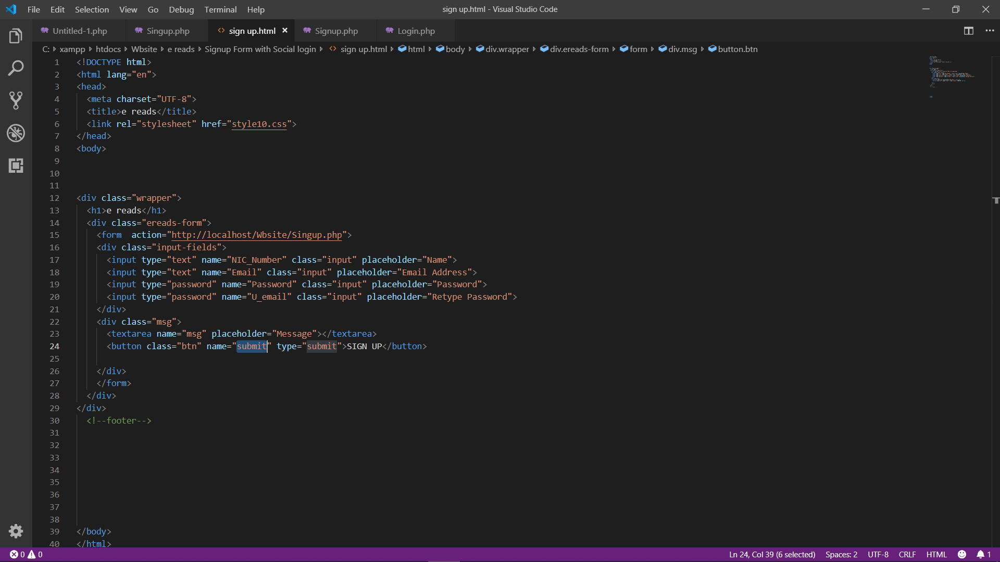 File Edit Selection View Go Debug Terminal Help sign up.html - Visual Studio Code
Untitled-1.php Singup.php sign up.html Signup.php Login.php
C: xampp htdocs Wbsite e reads Signup Form with Social login sign up.html html body div.wrapper div.ereads-form form div.msg button.btn
1 <!DOCTYPE html>
2 <html lang="en">
3 <head>
4 <meta charset="UTF-8">
5 <title>e reads</title>
6 <link rel="stylesheet" href="style10.css">
7 </head>
8 <body>
9
10
11
12 <div class="wrapper">
13 <h1>e reads</h1>
14 <div class="ereads-form">
15 <form  action="http://localhost/Wbsite/Singup.php">
16 <div class="input-fields">
17 <input type="text" name="NIC_Number" class="input" placeholder="Name">
18 <input type="text" name="Email" class="input" placeholder="Email Address">
19 <input type="password" name="Password" class="input" placeholder="Password">
20 <input type="password" name="U_email" class="input" placeholder="Retype Password">
21 </div>
22 <div class="msg">
23 <textarea name="msg" placeholder="Message"></textarea>
24 <button class="btn" name="submit" type="submit">SIGN UP</button>
25
26 </div>
27 </form>
28 </div>
29 </div>
30 <!--footer-->
31
32
33
34
35
36
37
38
39 </body>
40 </html>
0 0 Ln 24, Col 39 (6 selected) Spaces: 2 UTF-8 CRLF HTML 1